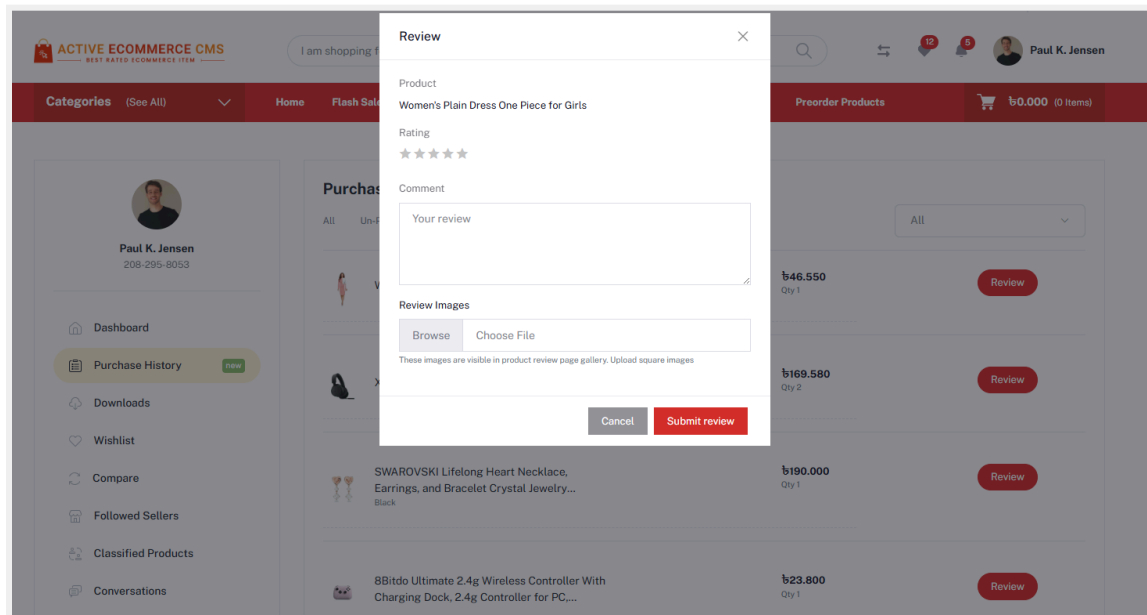 ACTIVE ECOMMERCE CMS
BEST RATED ECOMMERCE ITEM
I am shopping f
12
5
Paul K. Jensen
Categories (See All)
Home
Flash Sale
Preorder Products
৳0.000 (0 Items)
Review
Product
Women's Plain Dress One Piece for Girls
Rating
Comment
Your review
Review Images
Browse
Choose File
These images are visible in product review page gallery. Upload square images
Cancel
Submit review
Paul K. Jensen
208-295-8053
Dashboard
Purchase History
new
Downloads
Wishlist
Compare
Followed Sellers
Classified Products
Conversations
Purchas
All
Un-P
All
৳46.550
Qty 1
Review
৳169.580
Qty 2
Review
SWAROVSKI Lifelong Heart Necklace,
Earrings, and Bracelet Crystal Jewelry...
Black
৳190.000
Qty 1
Review
8Bitdo Ultimate 2.4g Wireless Controller With
Charging Dock, 2.4g Controller for PC,...
৳23.800
Qty 1
Review